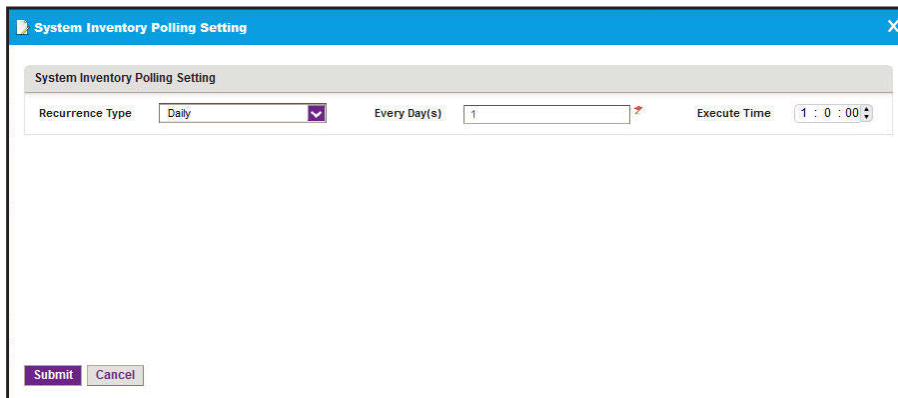 System Inventory Polling Setting
X
System Inventory Polling Setting
Recurrence Type Daily Every Day(s) 1 Execute Time 1 : 0 : 00
Submit Cancel